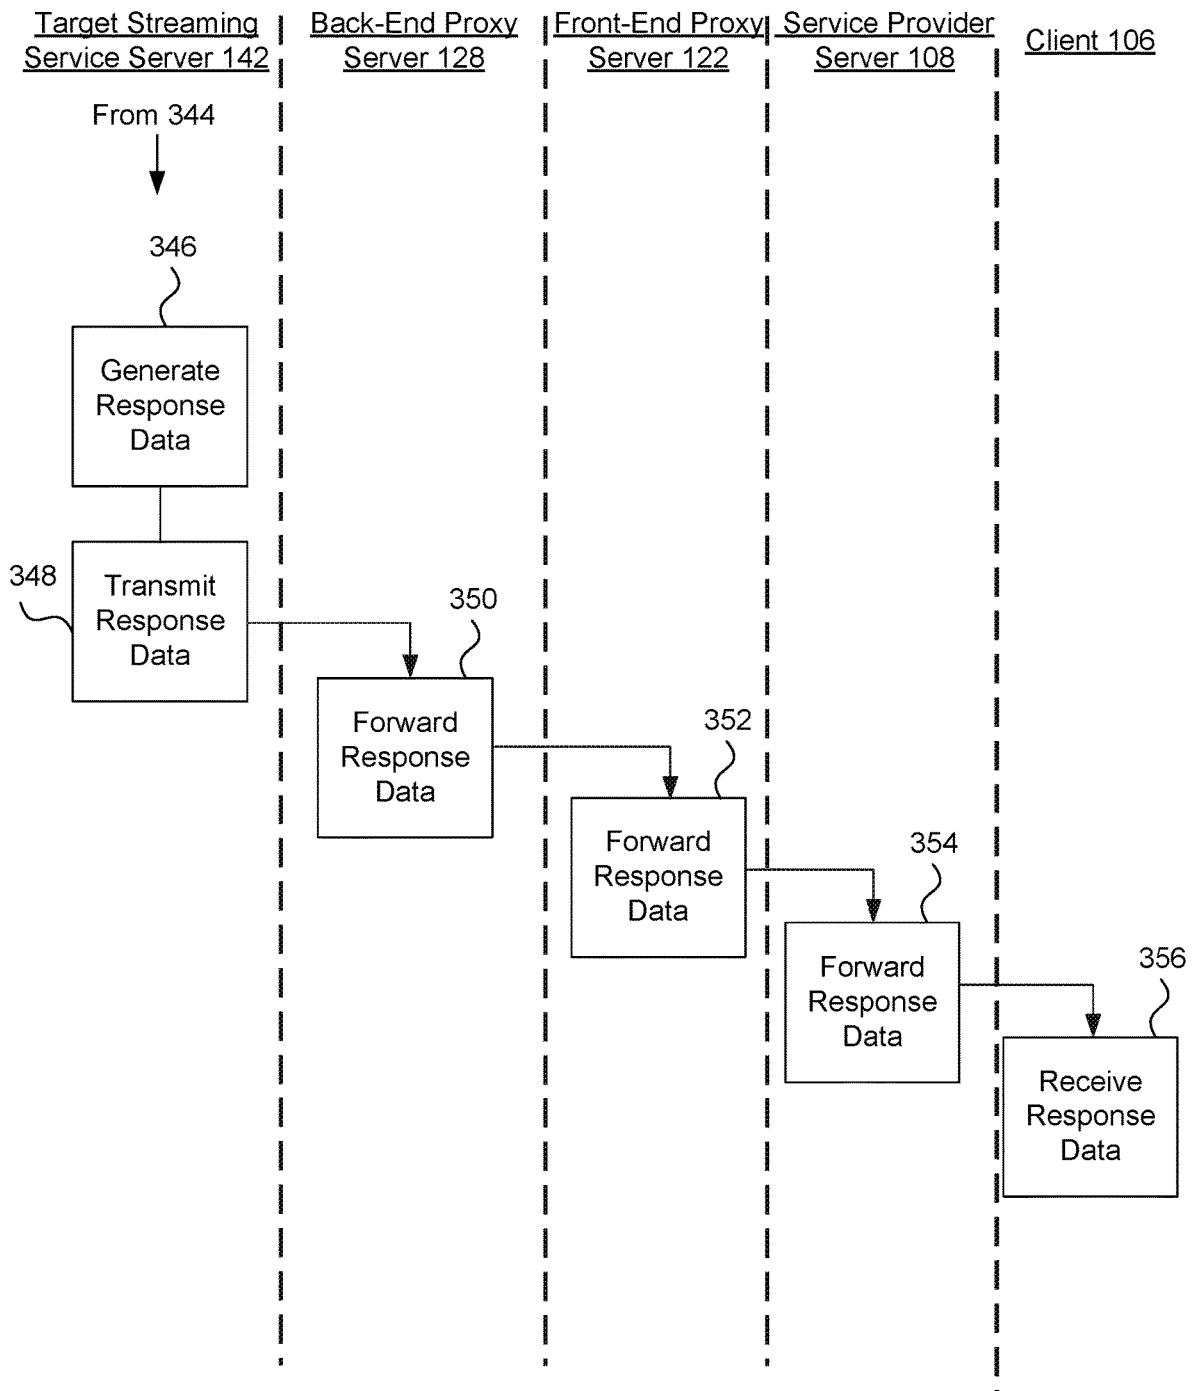 Target Streaming
Service Server 142
Back-End Proxy
Server 128
Front-End Proxy
Server 122
Service Provider
Server 108
Client 106
From 344
346
Generate
Response
Data
348
Transmit
Response
Data
350
Forward
Response
Data
352
Forward
Response
Data
354
Forward
Response
Data
356
Receive
Response
Data